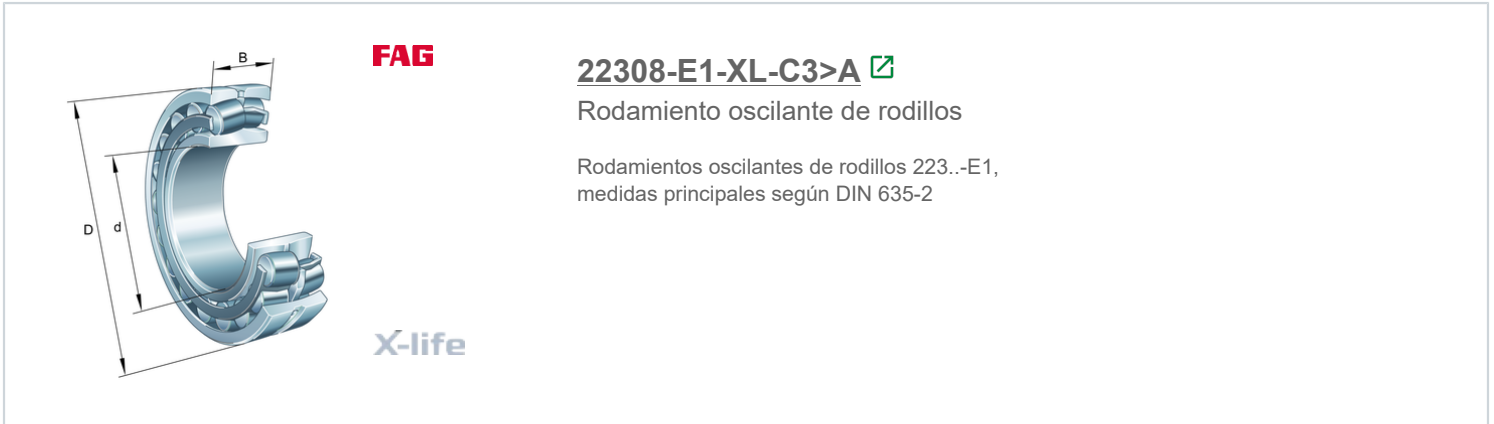 B
FAG
22308-E1-XL-C3>A
Rodamiento oscilante de rodillos
Rodamientos oscilantes de rodillos 223..-E1,
medidas principales según DIN 635-2
D
d
X-life